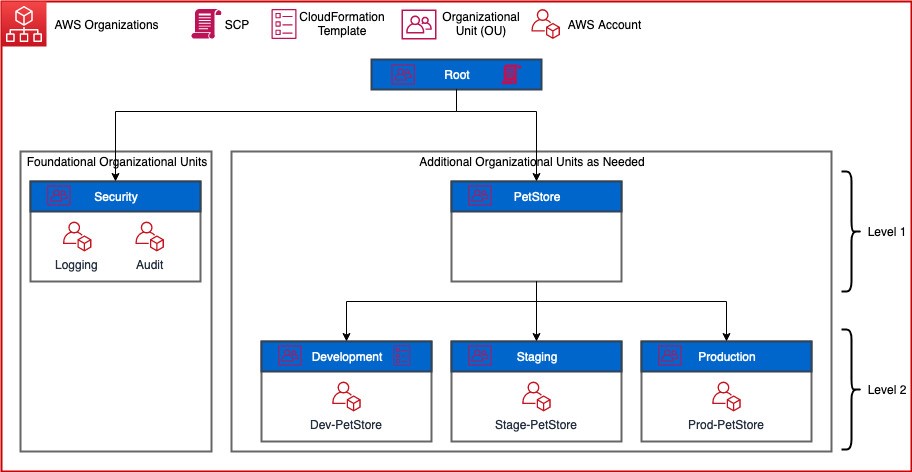 AWS Organizations
SCP
CloudFormation
Template
Organizational
Unit (OU)
AWS Account
Root
Foundational Organizational Units
Additional Organizational Units as Needed
Security
PetStore
Logging
Audit
Level 1
Development
Staging
Production
Dev-PetStore
Stage-PetStore
Prod-PetStore
Level 2